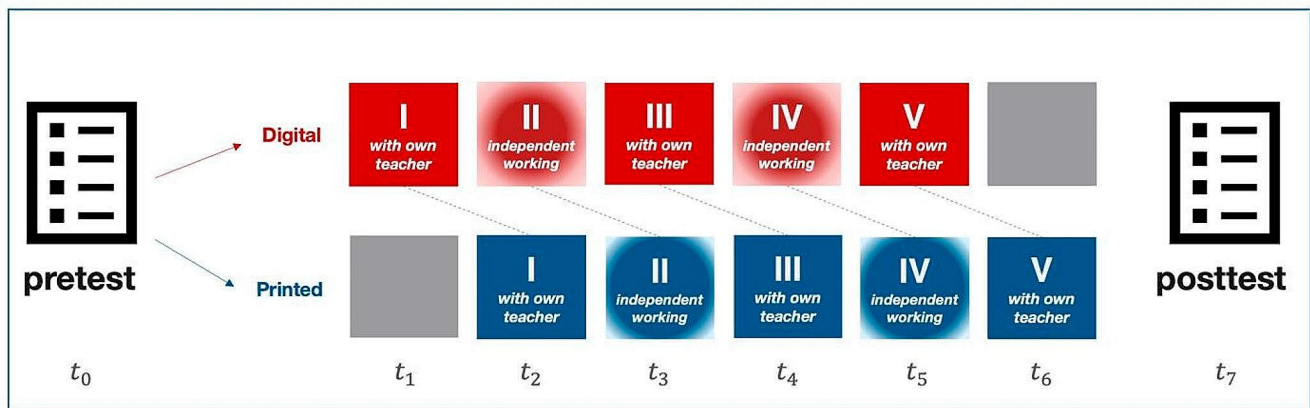 pretest
Digital
I
with own
teacher
II
independent
working
III
with own
teacher
IV
independent
working
V
with own
teacher
Printed
I
with own
teacher
II
independent
working
III
with own
teacher
IV
independent
working
V
with own
teacher
posttest
t₀ t₁ t₂ t₃ t₄ t₅ t₆ t₇